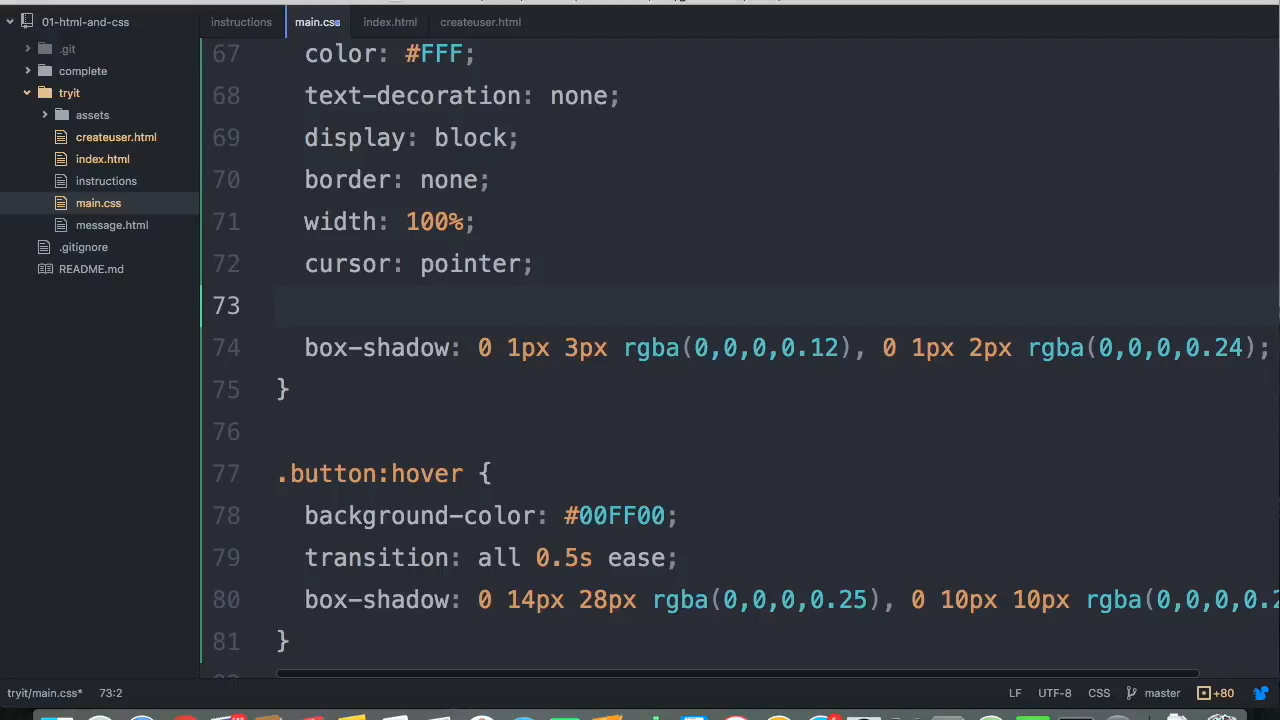 01-html-and-css
.git
complete
tryit
assets
createuser.html
index.html
instructions
main.css
message.html
.gitignore
README.md
instructions main.css index.html createuser.html
67 color: #FFF;
68 text-decoration: none;
69 display: block;
70 border: none;
71 width: 100%;
72 cursor: pointer;
73
74 box-shadow: 0 1px 3px rgba(0,0,0,0.12), 0 1px 2px rgba(0,0,0,0.24);
75 }
76
77 .button:hover {
78 background-color: #00FF00;
79 transition: all 0.5s ease;
80 box-shadow: 0 14px 28px rgba(0,0,0,0.25), 0 10px 10px rgba(0,0,0,0.2
81 }
tryit/main.css* 73:2 LF UTF-8 CSS master +80